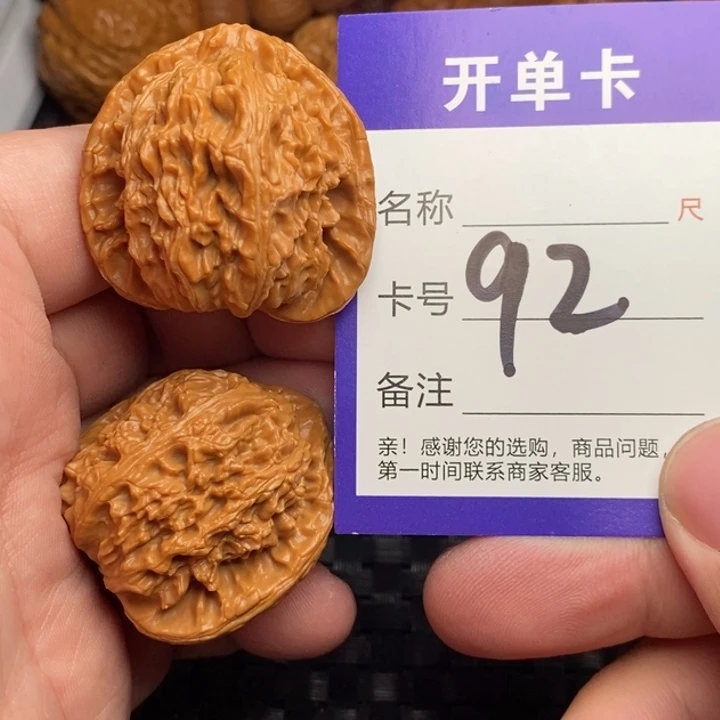 开单卡
名称 尺
卡号 92
备注
亲！感谢您的选购，商品问题，
第一时间联系商家客服。